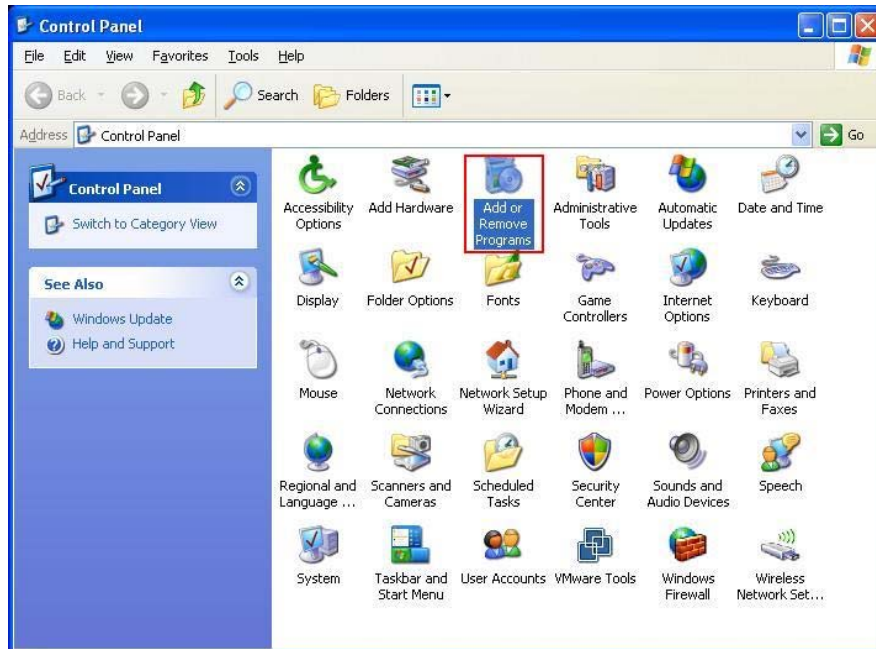 Control Panel
File Edit View Favorites Tools Help
Back Search Folders
Address Control Panel Go
Control Panel
Switch to Category View
See Also
Windows Update
Help and Support
Accessibility Options
Add Hardware
Add or Remove Programs
Administrative Tools
Automatic Updates
Date and Time
Display
Folder Options
Fonts
Game Controllers
Internet Options
Keyboard
Mouse
Network Connections
Network Setup Wizard
Phone and Modem ...
Power Options
Printers and Faxes
Regional and Language ...
Scanners and Cameras
Scheduled Tasks
Security Center
Sounds and Audio Devices
Speech
System
Taskbar and Start Menu
User Accounts
VMware Tools
Windows Firewall
Wireless Network Set...